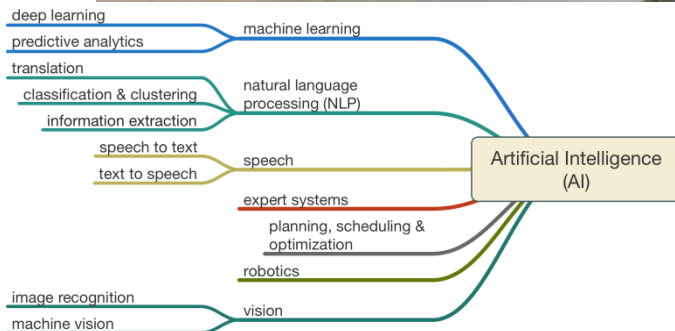 deep learning
machine learning
predictive analytics
translation
natural language
processing (NLP)
classification & clustering
information extraction
speech to text
speech
text to speech
Artificial Intelligence
(AI)
expert systems
planning, scheduling &
optimization
robotics
image recognition
vision
machine vision